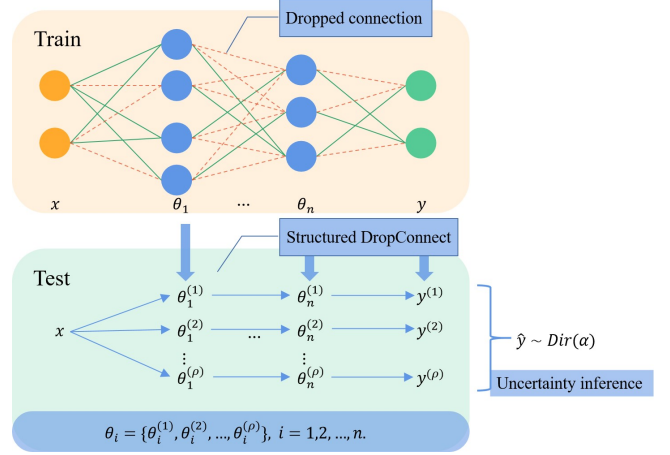 Dropped connection
Train
x θ₁ ... θₙ y
Structured DropConnect
Test
θ₁⁽¹⁾ θₙ⁽¹⁾ y⁽¹⁾
x θ₁⁽²⁾ ... θₙ⁽²⁾ y⁽²⁾
⋮ ⋮
θ₁⁽ᵖ⁾ θₙ⁽ᵖ⁾ y⁽ᵖ⁾
ŷ ~ Dir(α)
Uncertainty inference
θᵢ = {θᵢ⁽¹⁾, θᵢ⁽²⁾, ..., θᵢ⁽ᵖ⁾}, i = 1,2, ..., n.